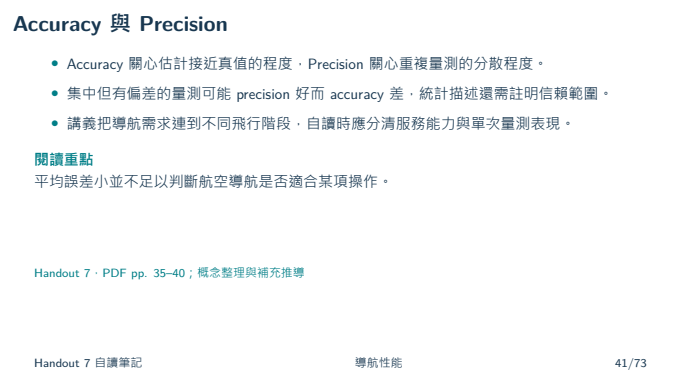 Accuracy 與 Precision
• Accuracy 關心估計接近真值的程度，Precision 關心重複量測的分散程度。
• 集中但有偏差的量測可能 precision 好而 accuracy 差，統計描述還需註明信賴範圍。
• 講義把導航需求連到不同飛行階段，自讀時應分清服務能力與單次量測表現。
閱讀重點
平均誤差小並不足以判斷航空導航是否適合某項操作。
Handout 7 · PDF pp. 35–40；概念整理與補充推導
Handout 7 自讀筆記 導航性能 41/73